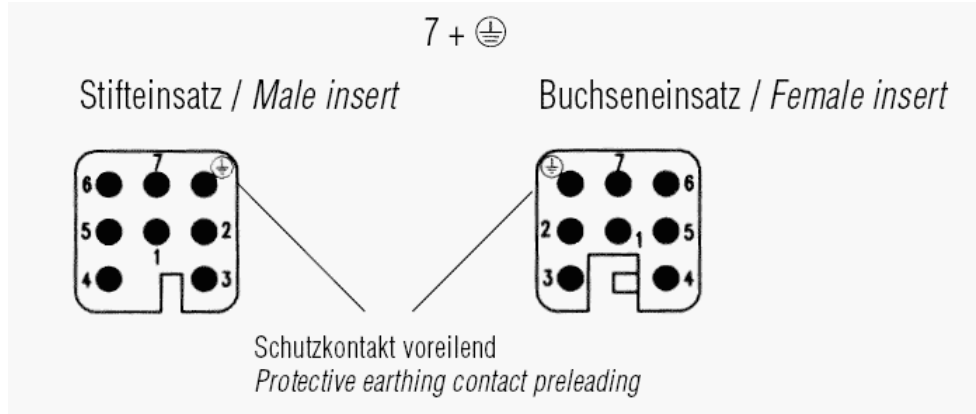 7 + ⏚
Stifteinsatz / Male insert
Buchseneinsatz / Female insert
7
6
5
2
1
4
3
7
6
2
1
5
3
4
Schutzkontakt voreilend
Protective earthing contact preleading